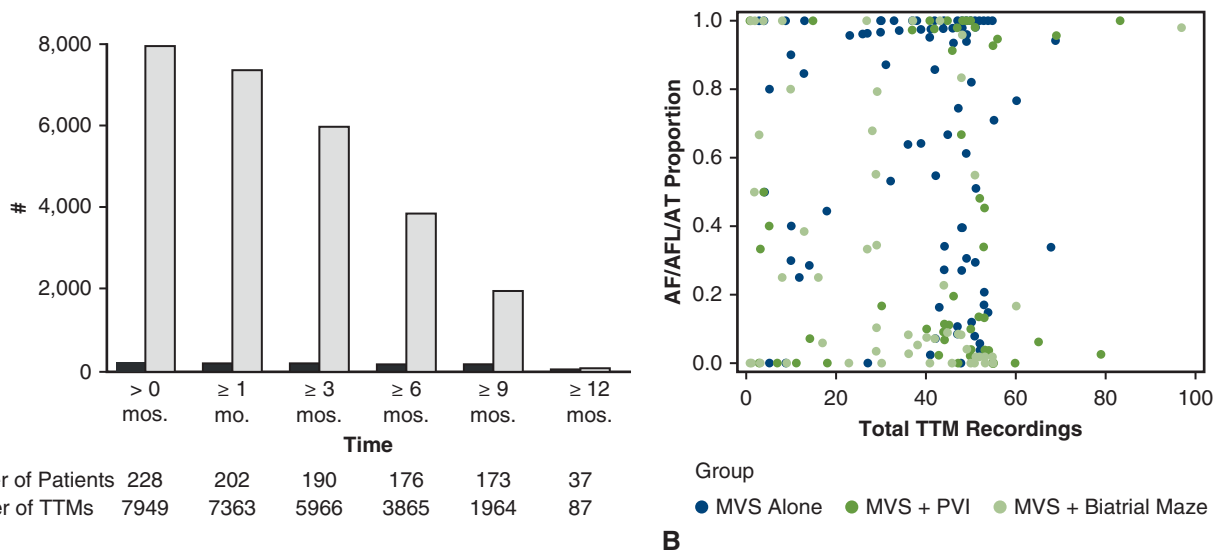 8,000
6,000
4,000
2,000
0
#
> 0 mos.
≥ 1 mo.
≥ 3 mos.
≥ 6 mos.
≥ 9 mos.
≥ 12 mos.
Time
of Patients 228 202 190 176 173 37
of TTMs 7949 7363 5966 3865 1964 87
1.0
0.8
0.6
0.4
0.2
0.0
AF/AFL/AT Proportion
0 20 40 60 80 100
Total TTM Recordings
Group
MVS Alone MVS + PVI MVS + Biatrial Maze
B